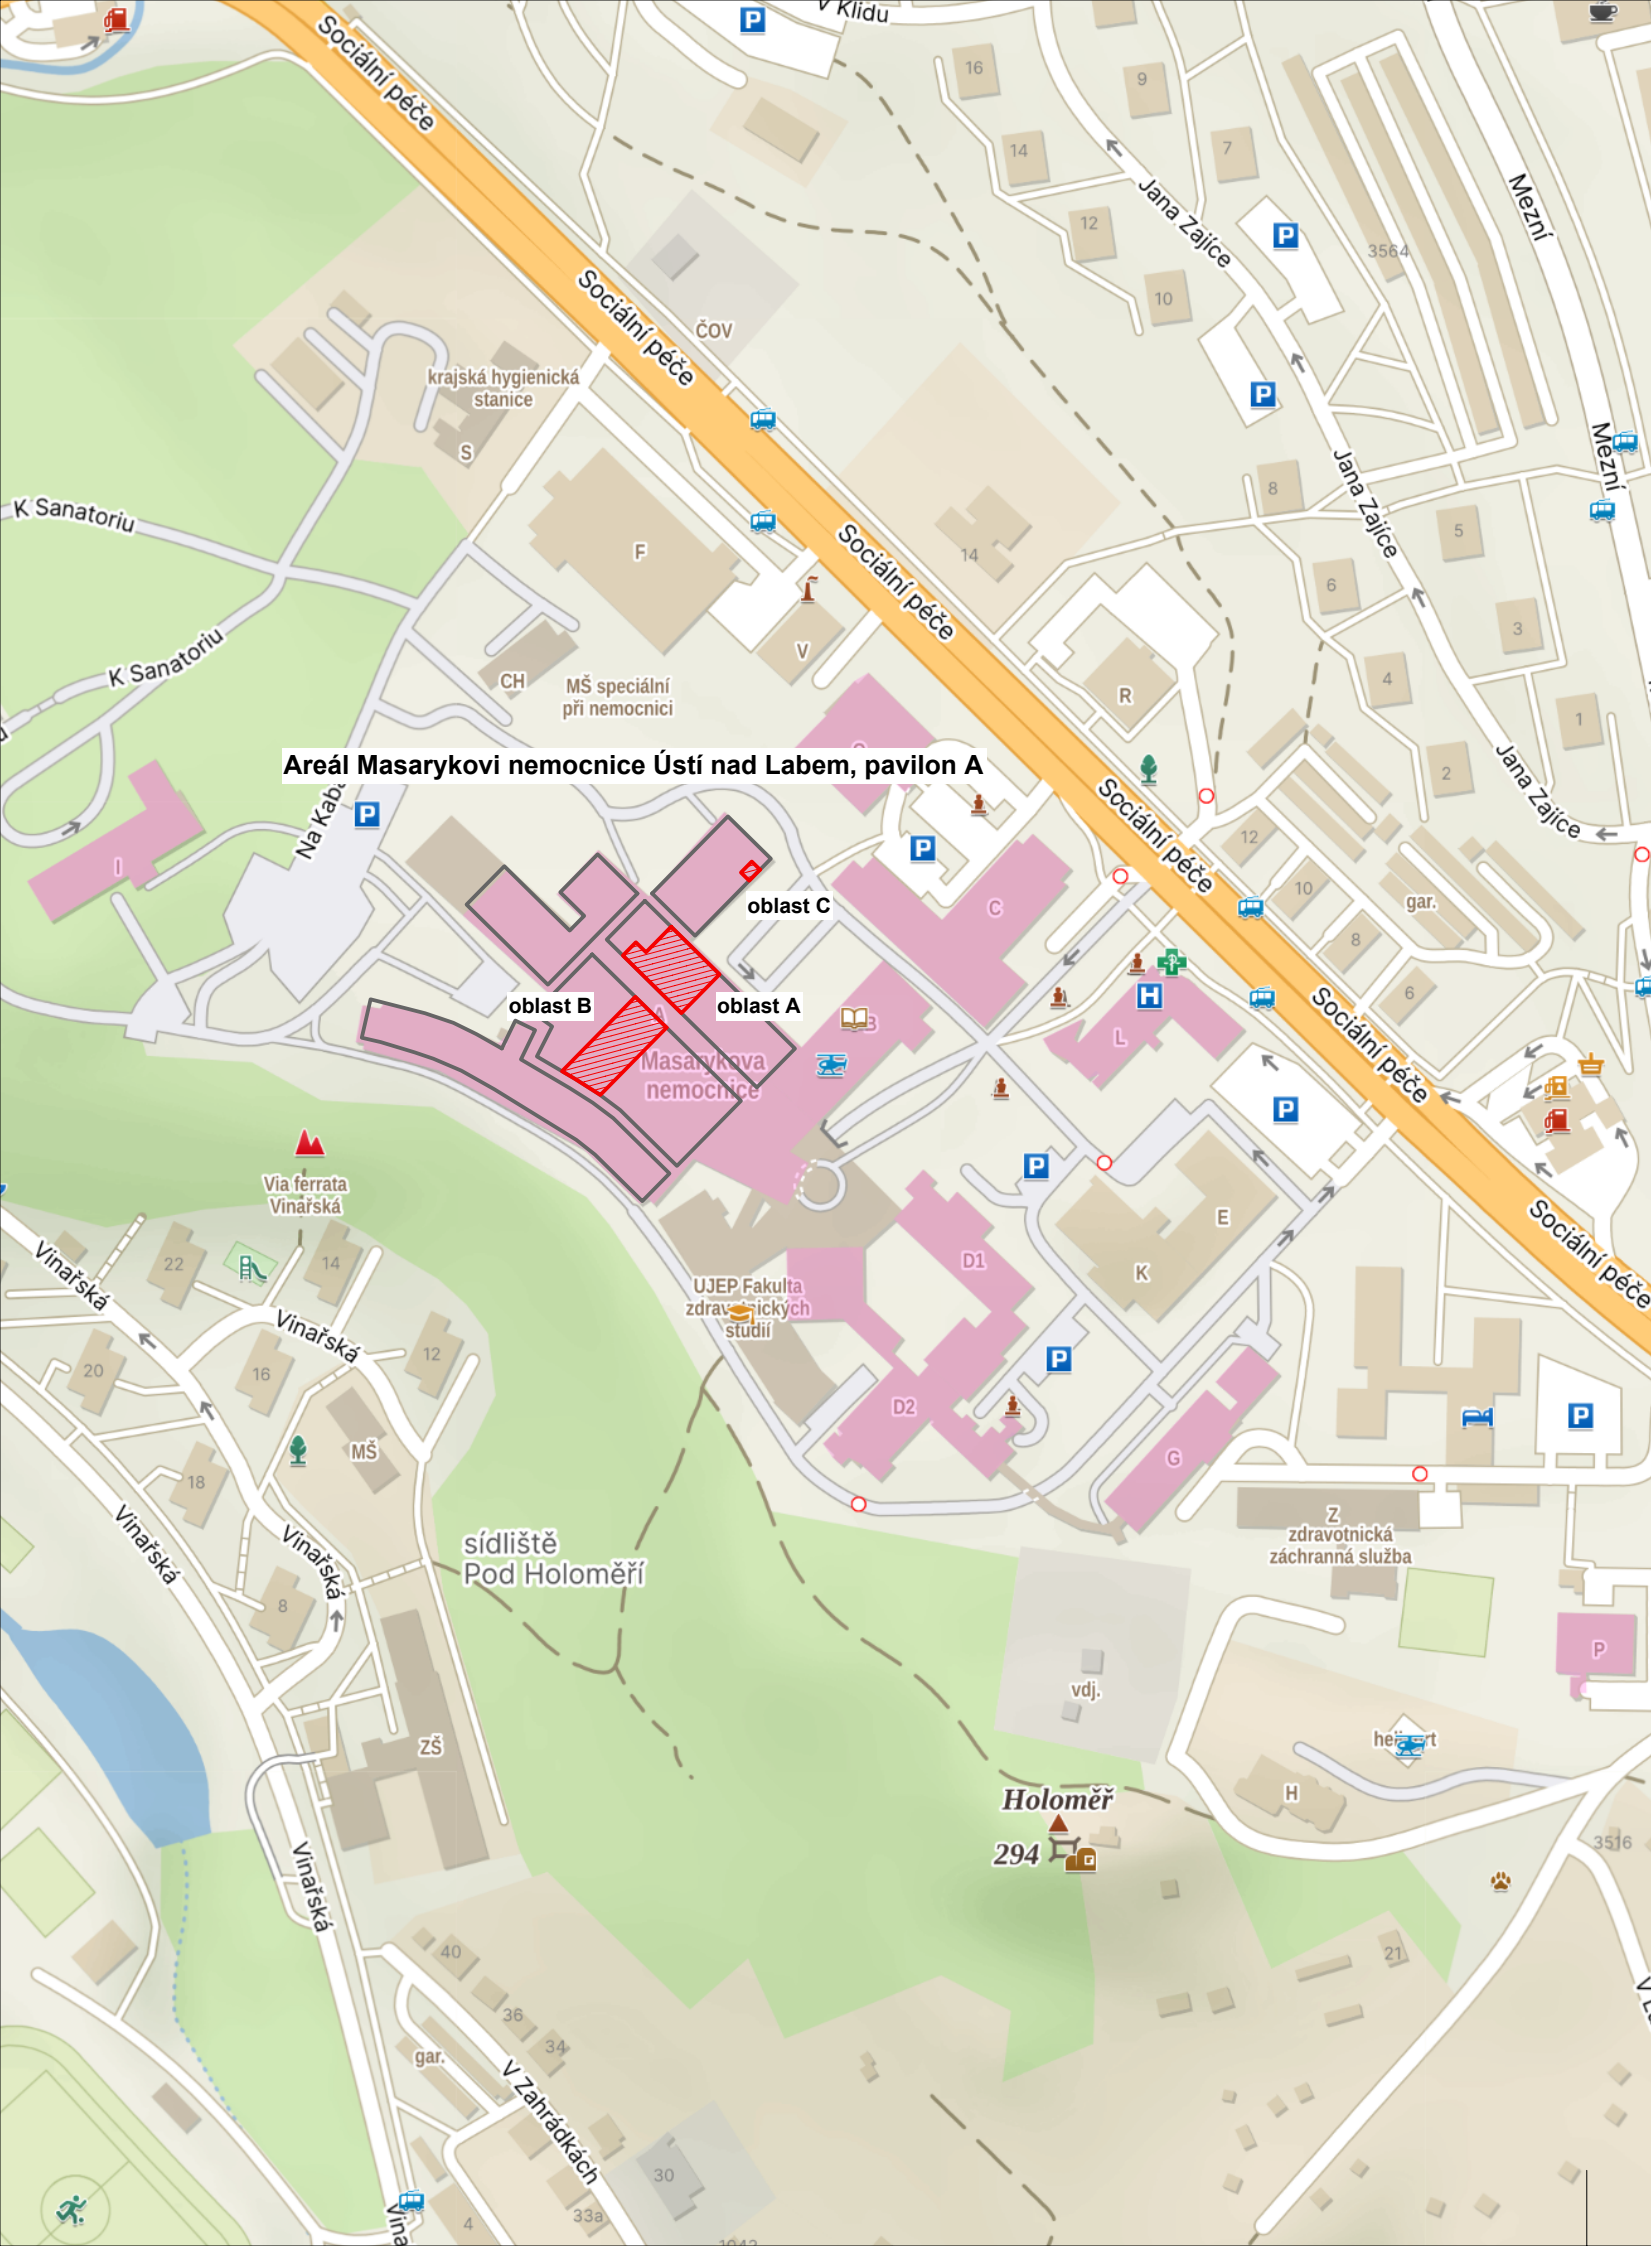 V Klidu
Sociální péče
P
16
9
14
7
Jana Zajíce
Mezní
12
P
3564
10
Sociální péče
ČOV
krajská hygienická
stanice
S
P
Mezní
Jana Zajíce
8
K Sanatoriu
F
Sociální péče
14
5
6
3
K Sanatoriu
V
CH
MŠ speciální
při nemocnici
R
4
1
Areál Masarykovi nemocnice Ústí nad Labem, pavilon A
2
Jana Zajíce
P
Sociální péče
12
P
I
10
gar.
oblast C
C
8
H
6
oblast B
oblast A
A
B
Sociální péče
L
Masarykova
nemocnice
P
P
Via ferrata
Vinařská
E
Sociální péče
Vinařská
22
14
D1
K
UJEP Fakulta
zdravotnických
studií
Vinařská
12
20
16
P
D2
P
MŠ
G
18
Vinařská
Vinařská
Z
zdravotnická
záchranná služba
sídliště
Pod Holoměří
8
P
vdj.
ZŠ
H
Holoměř
294
3516
Vinařská
40
21
36
34
gar.
V Zahrádkách
30
33a
4